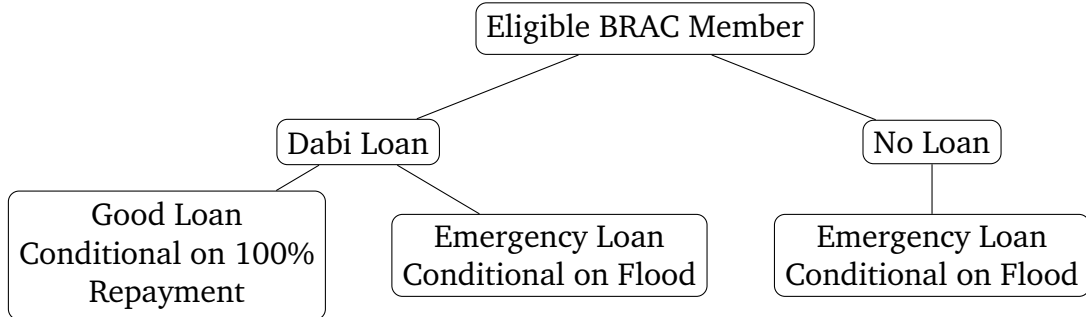 Eligible BRAC Member
Dabi Loan
No Loan
Good Loan
Conditional on 100%
Repayment
Emergency Loan
Conditional on Flood
Emergency Loan
Conditional on Flood